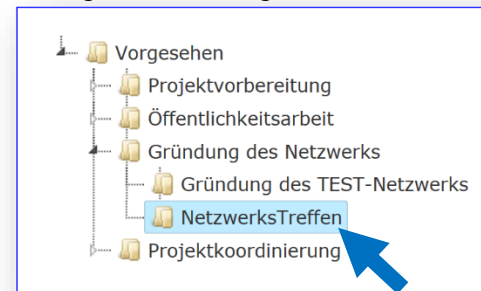 Vorgesehen
Projektvorbereitung
Öffentlichkeitsarbeit
Gründung des Netzwerks
Gründung des TEST-Netzwerks
NetzwerksTreffen
Projektkoordinierung